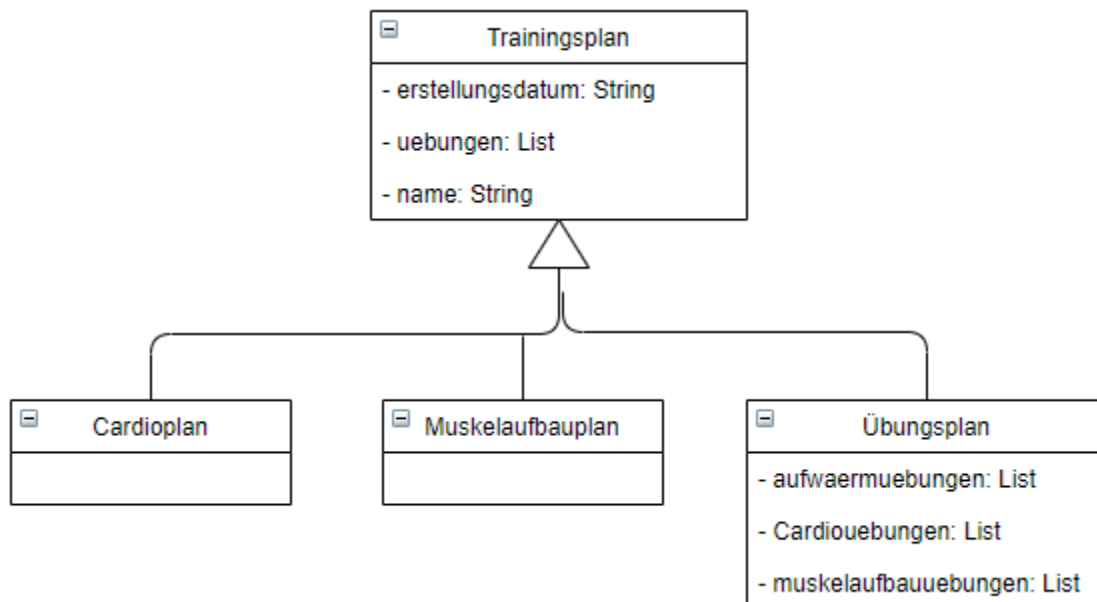 Trainingsplan
- erstellungsdatum: String
- uebungen: List
- name: String
Cardioplan
Muskelaufbauplan
Übungsplan
- aufwaermuebungen: List
- Cardiouebungen: List
- muskelaufbauuebungen: List